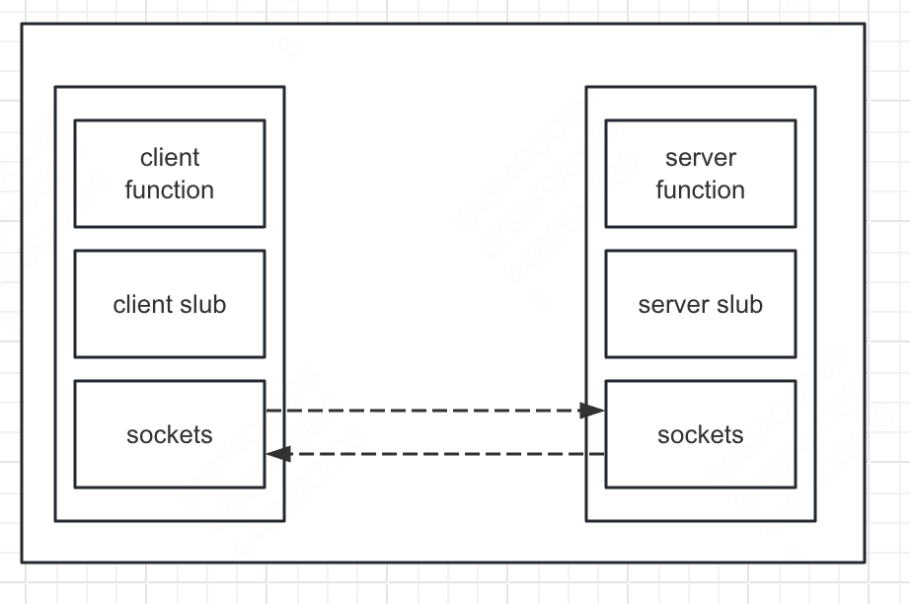 client
function
client slub
sockets
server
function
server slub
sockets